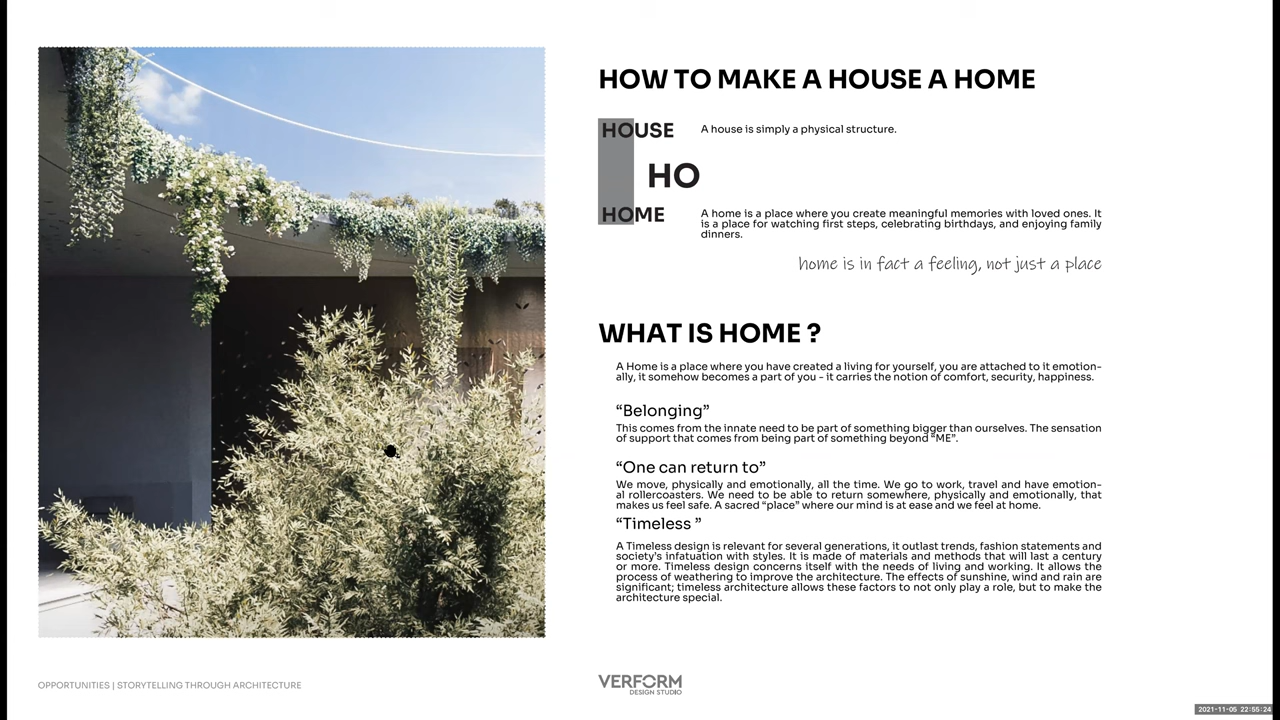 HOW TO MAKE A HOUSE A HOME
HOUSE
A house is simply a physical structure.
HO
HOME
A home is a place where you create meaningful memories with loved ones. It
is a place for watching first steps, celebrating birthdays, and enjoying family
dinners.
home is in fact a feeling, not just a place
WHAT IS HOME ?
A Home is a place where you have created a living for yourself, you are attached to it emotion-
ally, it somehow becomes a part of you - it carries the notion of comfort, security, happiness.
“Belonging”
This comes from the innate need to be part of something bigger than ourselves. The sensation
of support that comes from being part of something beyond “ME”.
“One can return to”
We move, physically and emotionally, all the time. We go to work, travel and have emotion-
al rollercoasters. We need to be able to return somewhere, physically and emotionally, that
makes us feel safe. A sacred “place” where our mind is at ease and we feel at home.
“Timeless ”
A Timeless design is relevant for several generations, it outlast trends, fashion statements and
society’s infatuation with styles. It is made of materials and methods that will last a century
or more. Timeless design concerns itself with the needs of living and working. It allows the
process of weathering to improve the architecture. The effects of sunshine, wind and rain are
significant; timeless architecture allows these factors to not only play a role, but to make the
architecture special.
OPPORTUNITIES | STORYTELLING THROUGH ARCHITECTURE
VERFORM
DESIGN STUDIO
2021-11-05 22:55:24